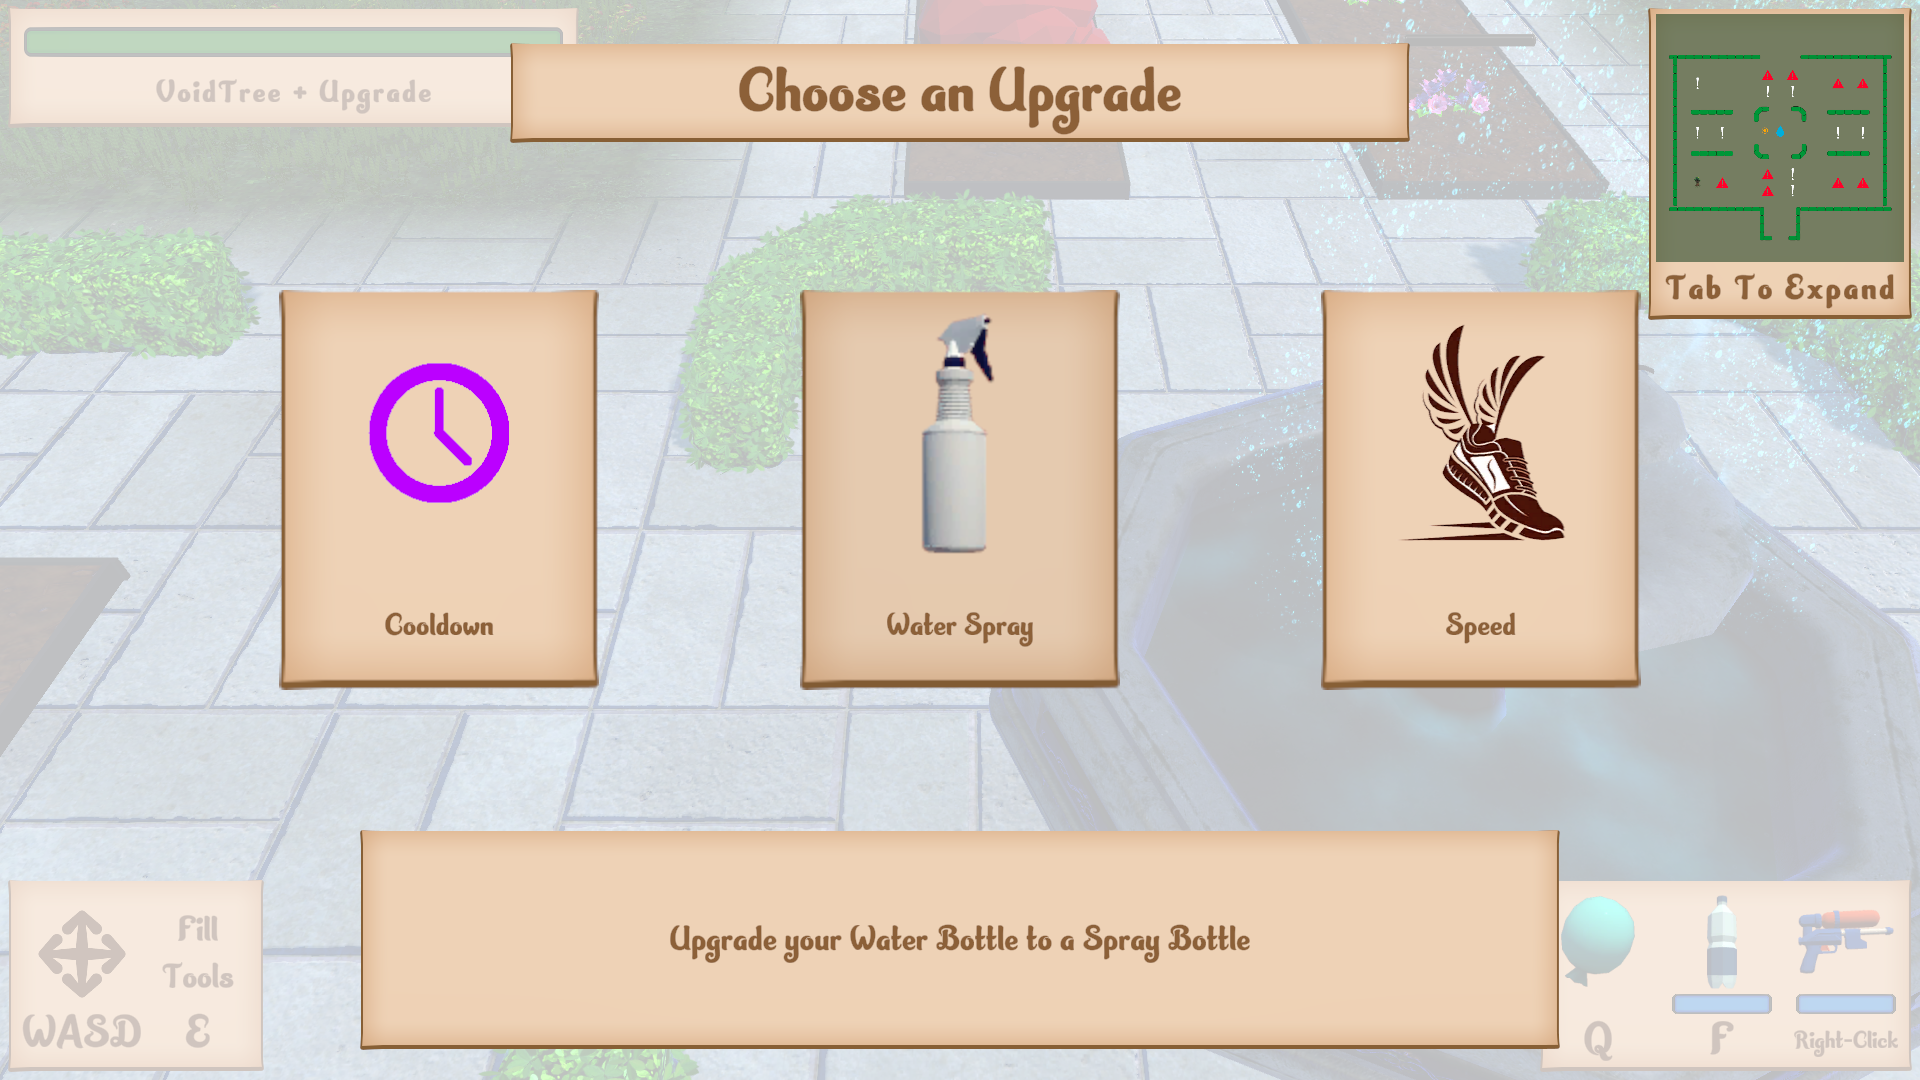 VoidTree + Upgrade
Choose an Upgrade
Tab To Expand
Cooldown
Water Spray
Speed
Upgrade your Water Bottle to a Spray Bottle
Fill
Tools
WASD
E
Q
F
Right-Click